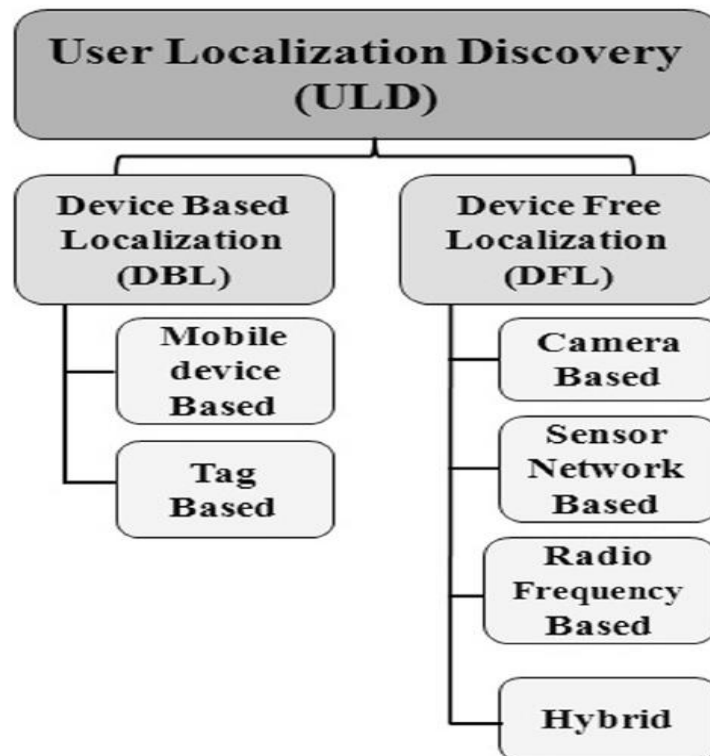 User Localization Discovery
(ULD)
Device Based
Localization
(DBL)
Mobile
device
Based
Tag
Based
Device Free
Localization
(DFL)
Camera
Based
Sensor
Network
Based
Radio
Frequency
Based
Hybrid